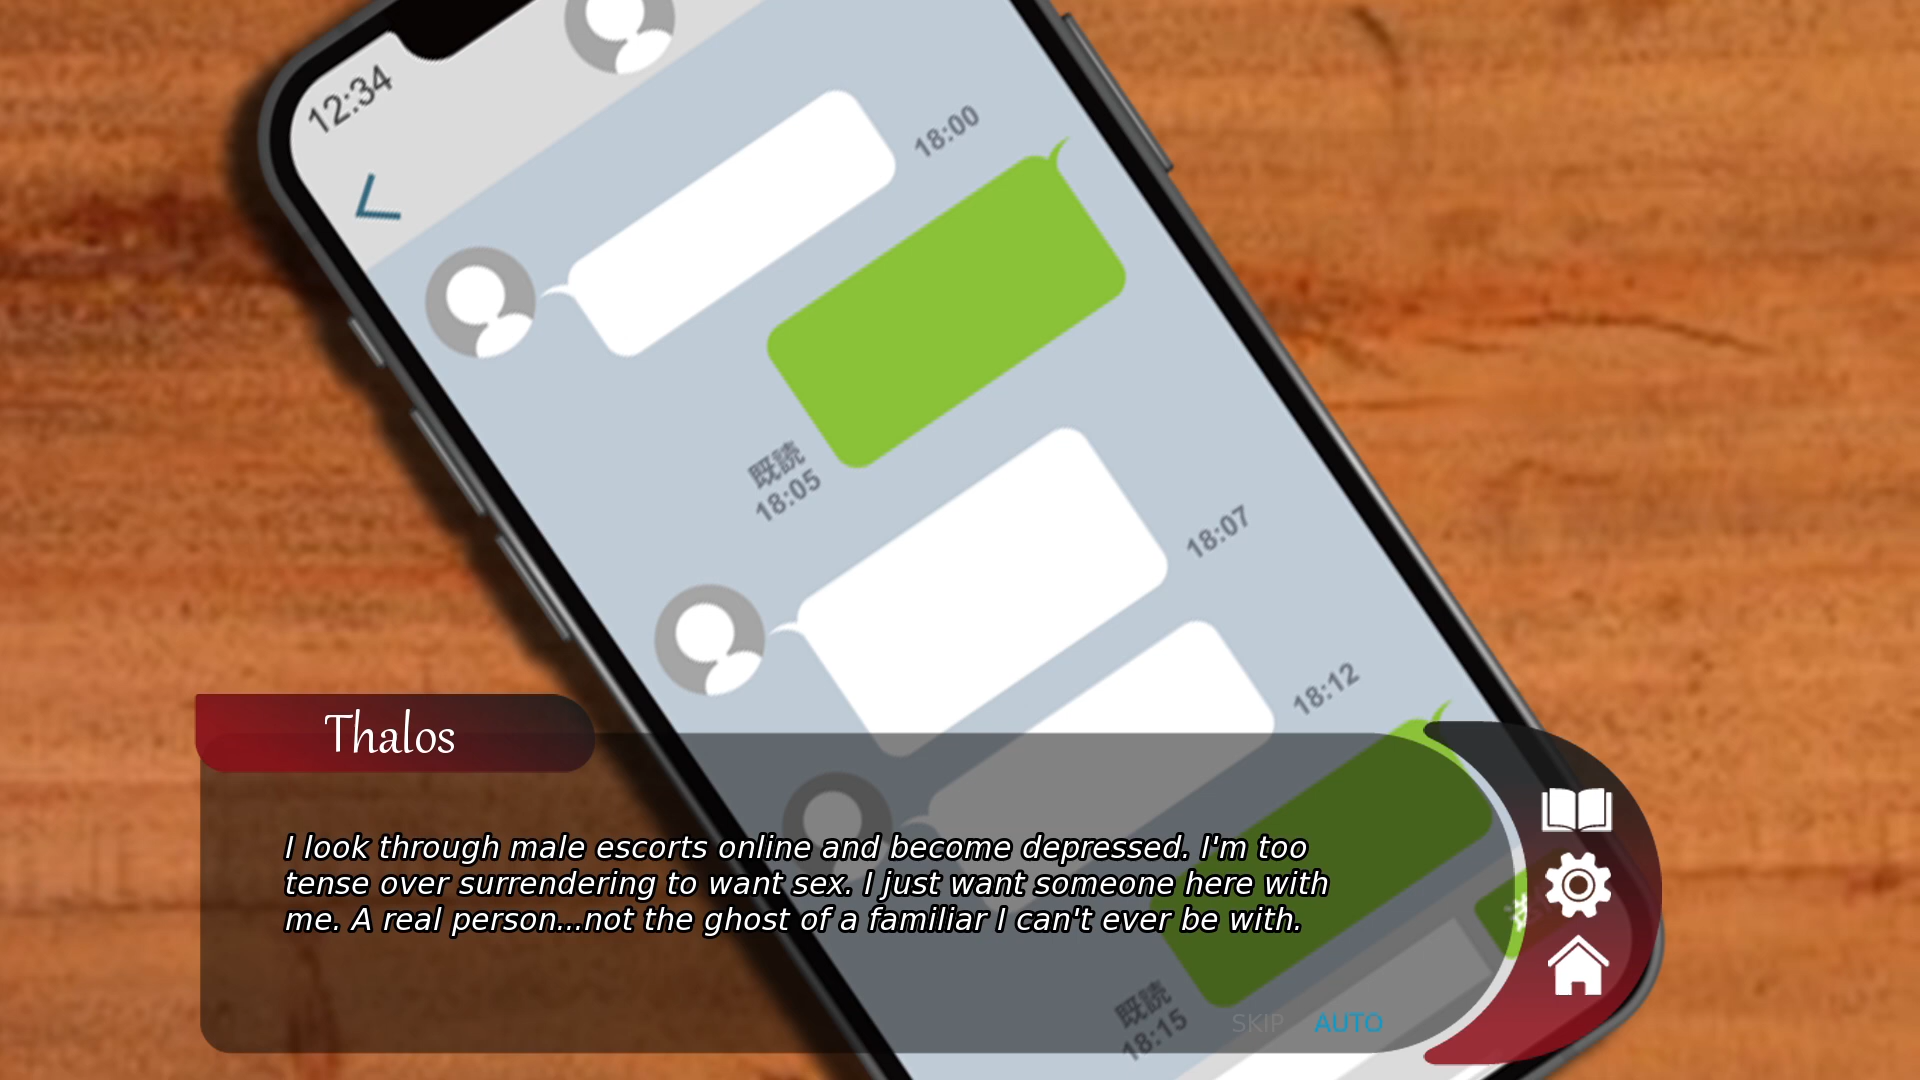 12:34
18:00
既読
18:05
18:07
18:12
Thalos
I look through male escorts online and become depressed. I'm too
tense over surrendering to want sex. I just want someone here with
me. A real person...not the ghost of a familiar I can't ever be with.
既読
18:15
SKIP AUTO